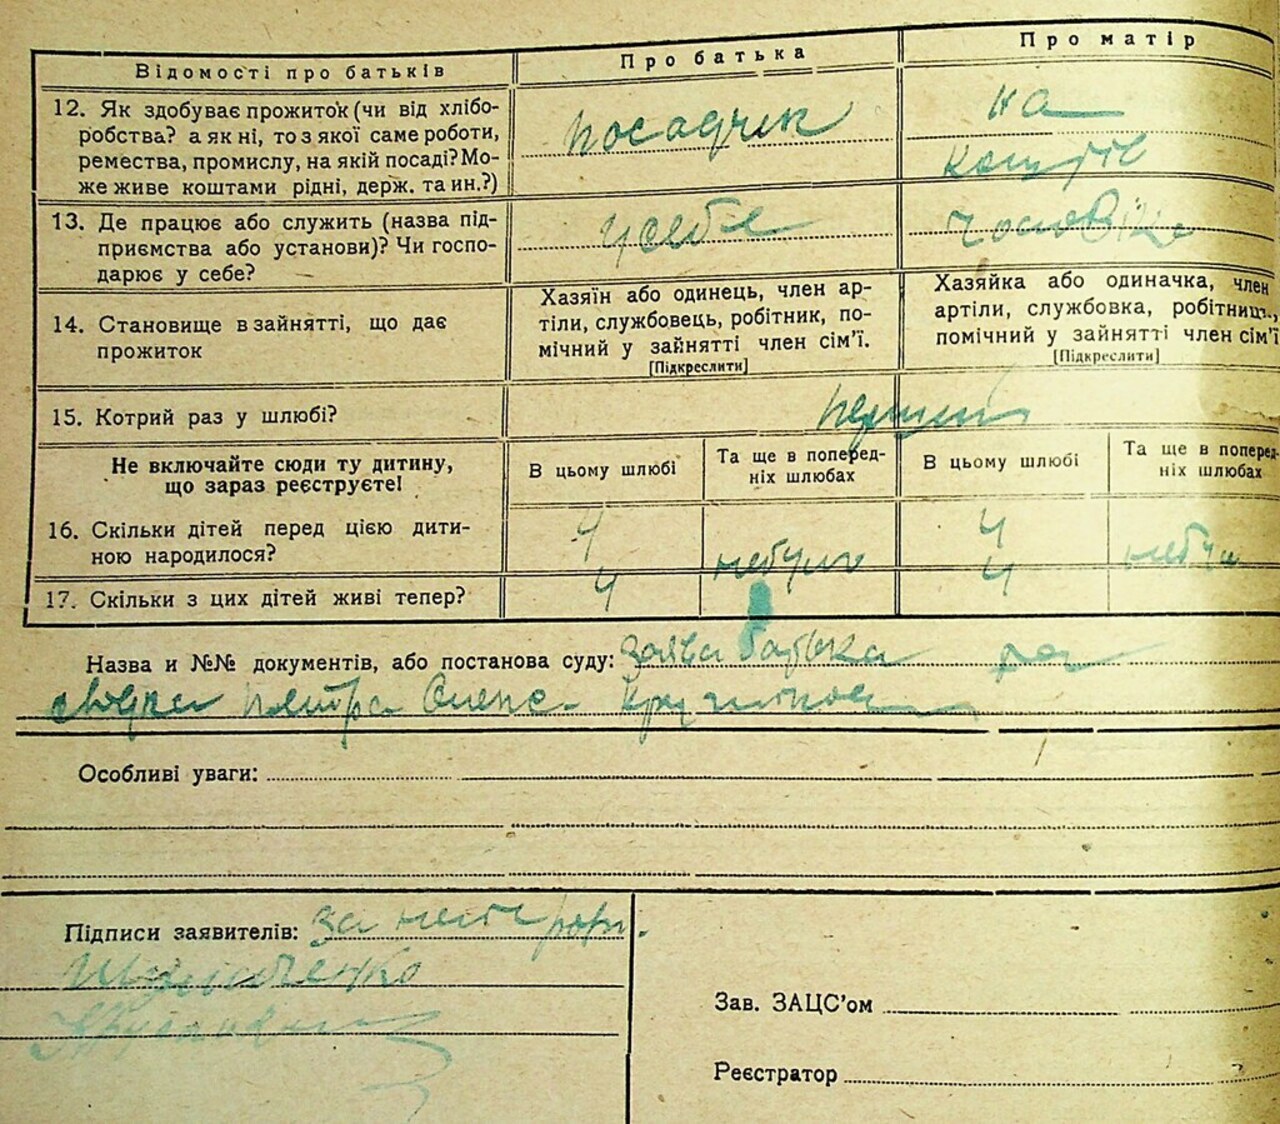 Відомості про батьків
Про батька
Про матір
12. Як здобуває прожиток (чи від хлібо-
робства? а як ні, то з якої саме роботи,
ремества, промислу, на якій посаді? Мо-
же живе коштами рідні, держ. та ин.?)
на
коштів
13. Де працює або служить (назва під-
приємства або установи)? Чи госпо-
дарює у себе?
у себе
чоловіка
14. Становище в зайнятті, що дає
прожиток
Хазяїн або одинець, член ар-
тіли, службовець, робітник, по-
мічний у зайнятті член сім'ї.
[Підкреслити]
Хазяйка або одиначка, член
артіли, службовка, робітниця,
помічний у зайнятті член сім'ї
[Підкреслити]
15. Котрий раз у шлюбі?
перший
Не включайте сюди ту дитину,
що зараз реєструєте!
В цьому шлюбі
Та ще в поперед-
ніх шлюбах
В цьому шлюбі
Та ще в поперед-
ніх шлюбах
16. Скільки дітей перед цією дити-
ною народилося?
4
небуло
4
небуло
17. Скільки з цих дітей живі тепер?
4
4
Назва и №№ документів, або постанова суду: заява батька
свідка Петра
Особливі уваги:
Підписи заявителів: за
Зав. ЗАЦС'ом
Реєстратор